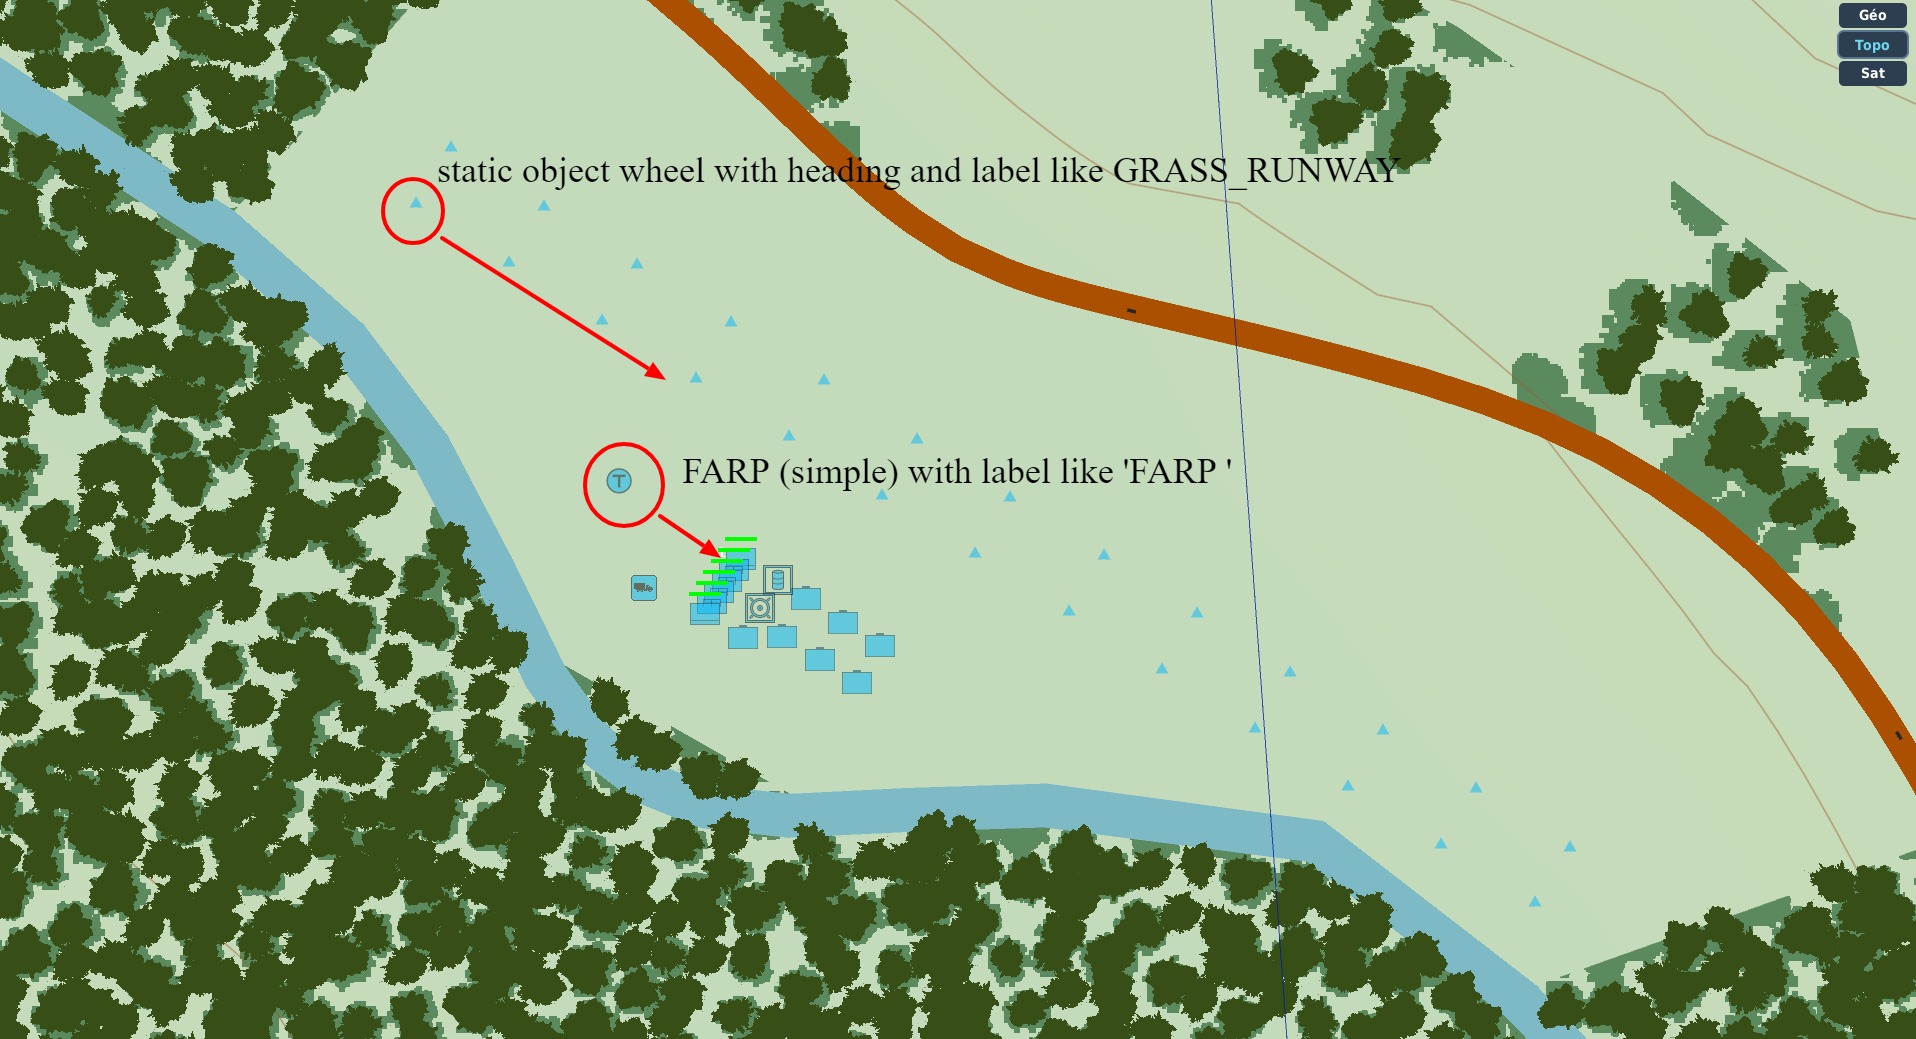 Géo
Topo
Sat
static object wheel with heading and label like GRASS_RUNWAY
FARP (simple) with label like 'FARP '
T